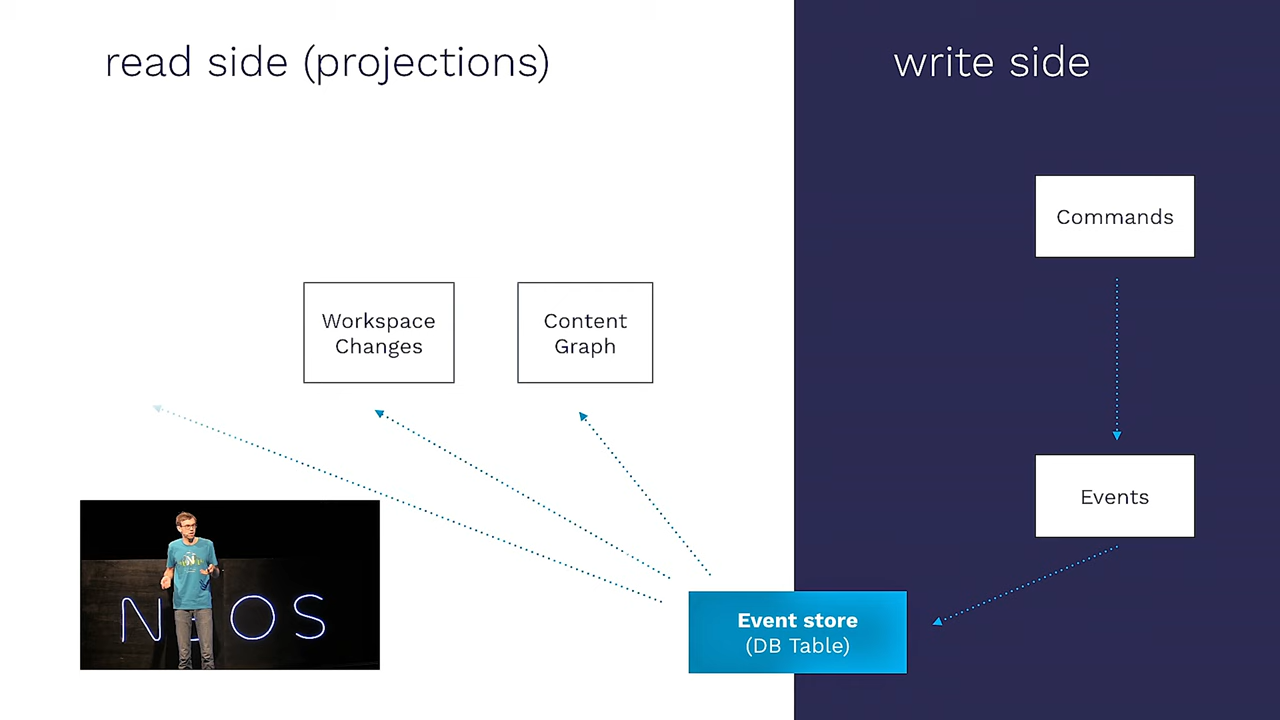 read side (projections)
write side
Commands
Workspace
Changes
Content
Graph
Events
Event store
(DB Table)
N OS